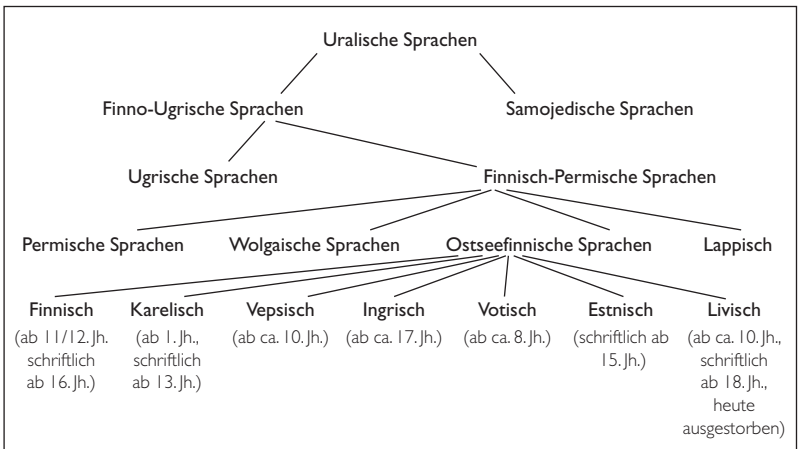 Uralische Sprachen
Finno-Ugrische Sprachen Samojedische Sprachen
Ugrische Sprachen Finnisch-Permische Sprachen
Permische Sprachen Wolgaische Sprachen Ostseefinnische Sprachen Lappisch
Finnisch Karelisch Vepsisch Ingrisch Votisch Estnisch Livisch
(ab 11/12. Jh. (ab 1. Jh., (ab ca. 10. Jh.) (ab ca. 17. Jh.) (ab ca. 8. Jh.) (schriftlich ab (ab ca. 10. Jh.,
schriftlich schriftlich 15. Jh.) schriftlich
ab 16. Jh.) ab 13. Jh.) ab 18. Jh.,
heute
ausgestorben)